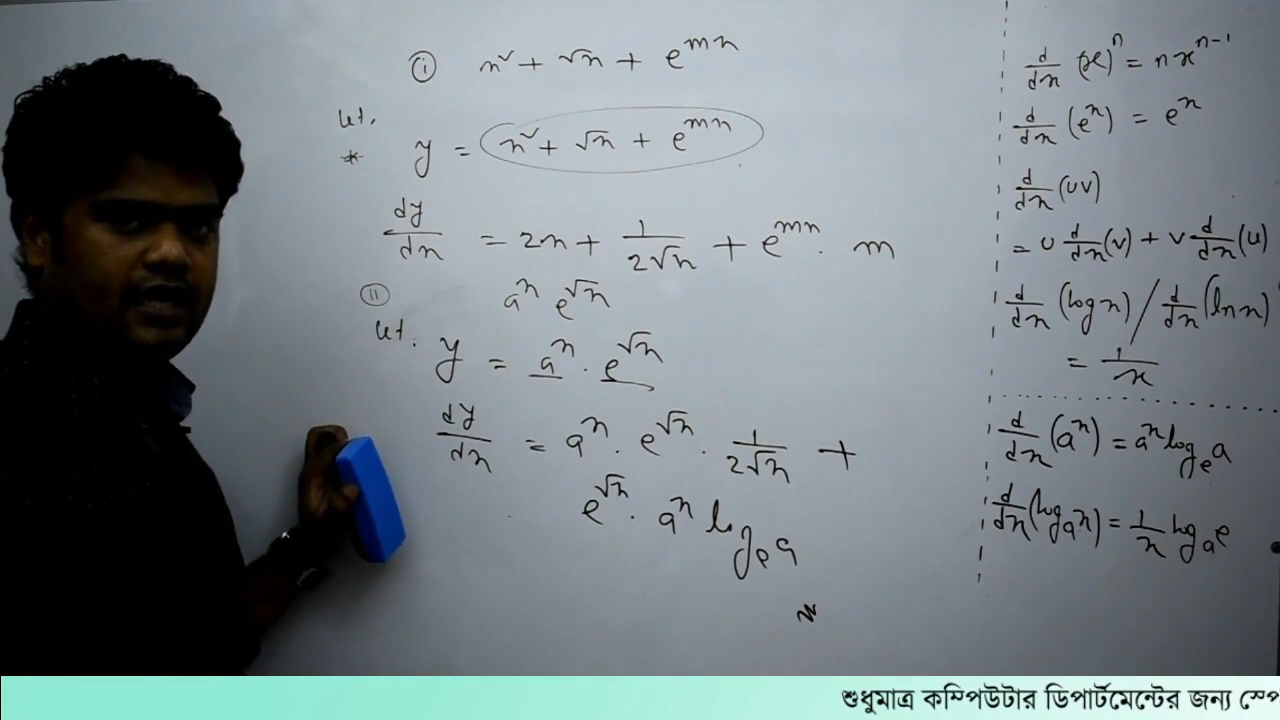 (i) x² + √x + e^{mx}
Let,
* y = x² + √x + e^{mx}
dy/dx = 2x + 1/(2√x) + e^{mx} . m
(ii) a^x e^{√x}
Let. y = a^x . e^{√x}
dy/dx = a^x . e^{√x} . 1/(2√x) +
e^{√x} . a^x log_e a
d/dx (x)^n = nx^{n-1}
d/dx (e^x) = e^x
d/dx (uv)
= u d/dx (v) + v d/dx (u)
d/dx (log x) / d/dx (ln x)
= 1/x
d/dx (a^x) = a^x log_e a
d/dx (log_a x) = 1/x log_a e
শুধুমাত্র কম্পিউটার ডিপার্টমেন্টের জন্য